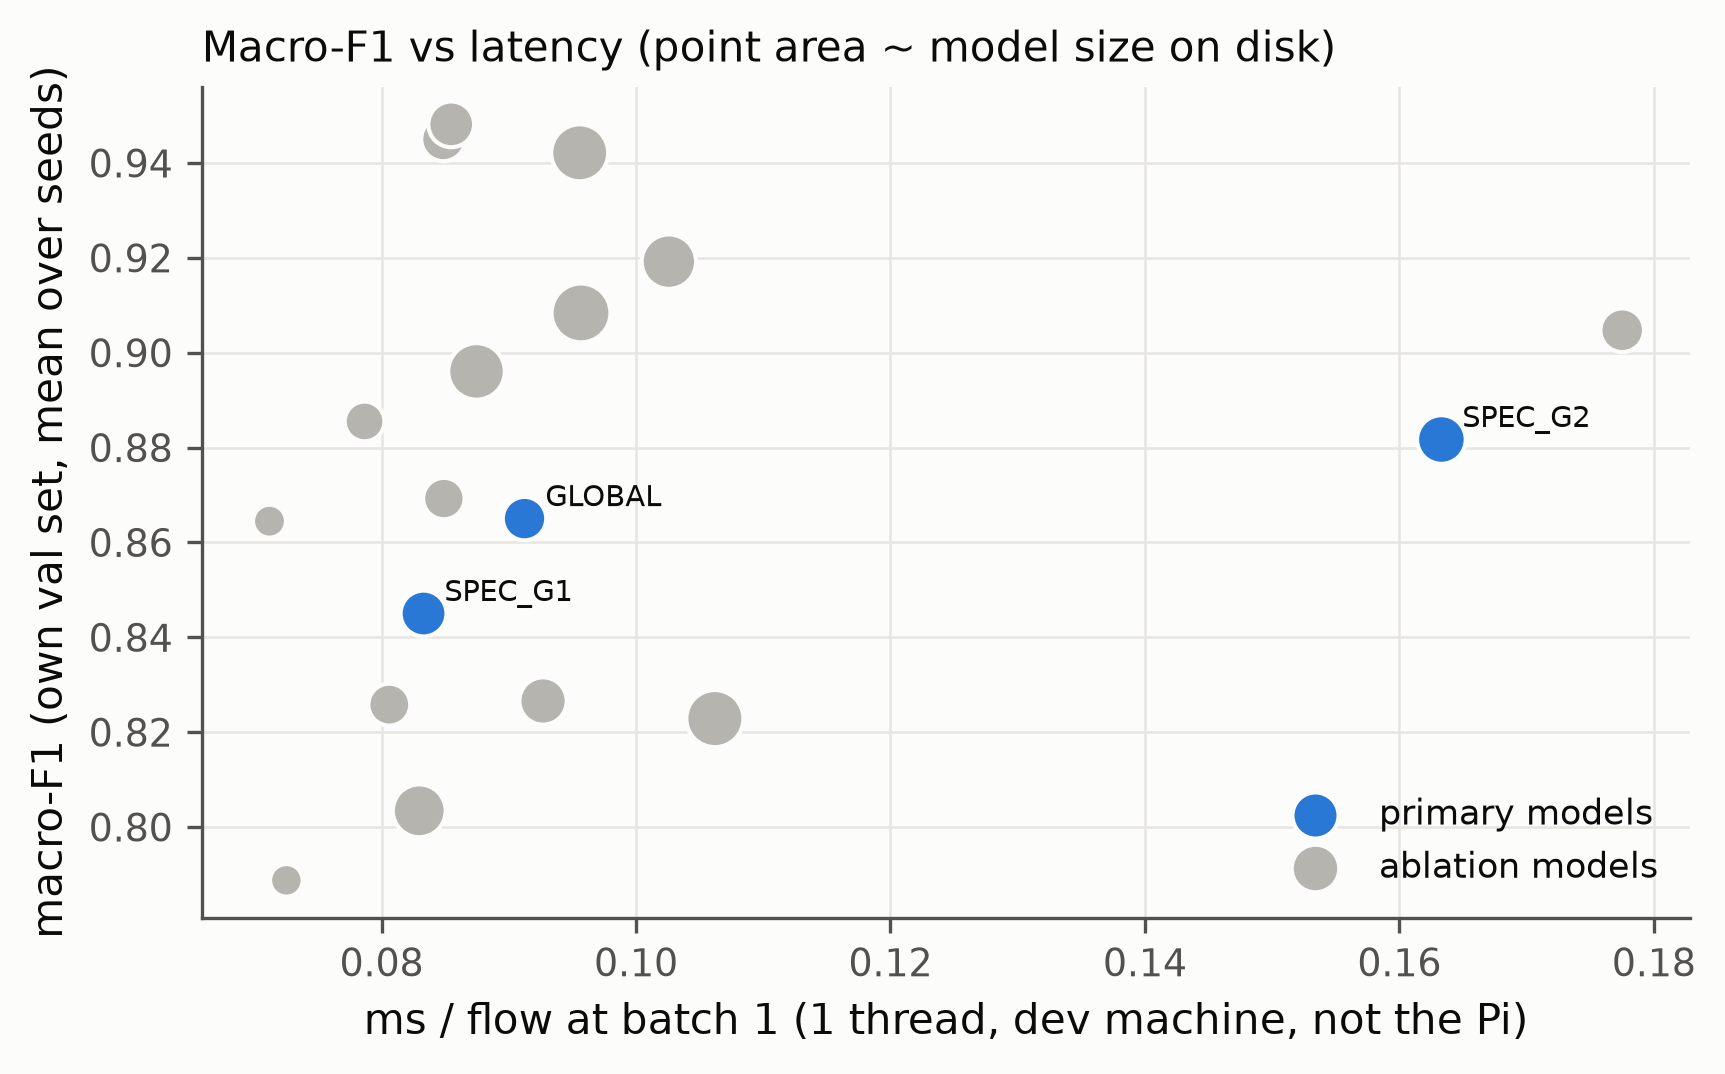 Macro-F1 vs latency (point area ~ model size on disk)
macro-F1 (own val set, mean over seeds)
0.94
0.92
0.90
0.88
0.86
0.84
0.82
0.80
SPEC_G2
GLOBAL
SPEC_G1
primary models
ablation models
0.08 0.10 0.12 0.14 0.16 0.18
ms / flow at batch 1 (1 thread, dev machine, not the Pi)